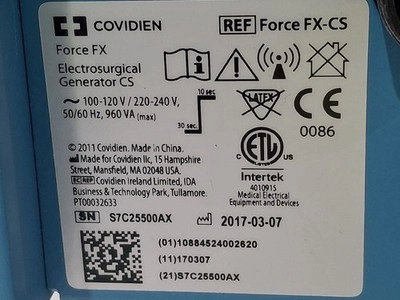 COVIDIEN
REF Force FX-CS
Force FX
Electrosurgical
Generator CS
~ 100-120 V / 220-240 V,
50/60 Hz, 960 VA (max)
10 sec.
30 sec.
LATEX
CE
0086
© 2011 Covidien. Made in China.
Made for Covidien llc, 15 Hampshire
Street, Mansfield, MA 02048 USA.
EC REP Covidien Ireland Limited, IDA
Business & Technology Park, Tullamore.
PT00032633
C ETL US
Intertek
4010915
Medical Electrical
Equipment and Devices
SN S7C25500AX
2017-03-07
(01)10884524002620
(11)170307
(21)S7C25500AX